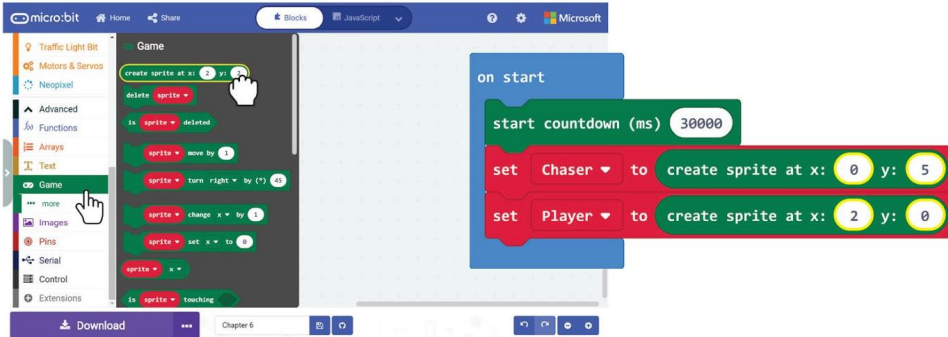 micro:bit Home Share Blocks JavaScript Microsoft
Traffic Light Bit
Motors & Servos
Neopixel
Advanced
Functions
Arrays
Text
Game
more
Images
Pins
Serial
Control
Extensions
Game
create sprite at x: 2 y:
delete sprite
is sprite deleted
sprite move by 1
sprite turn right by (°) 45
sprite change x by 1
sprite set x to 0
sprite x
is sprite touching
Download Chapter 6
on start
start countdown (ms) 30000
set Chaser to create sprite at x: 0 y: 5
set Player to create sprite at x: 2 y: 0